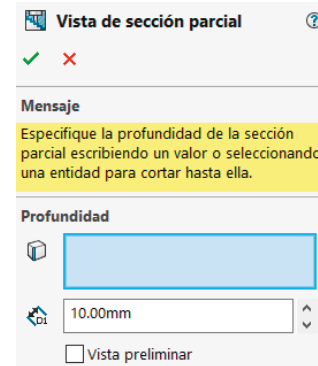 Vista de sección parcial
Mensaje
Especifique la profundidad de la sección
parcial escribiendo un valor o seleccionando
una entidad para cortar hasta ella.
Profundidad
D1
10.00mm
Vista preliminar